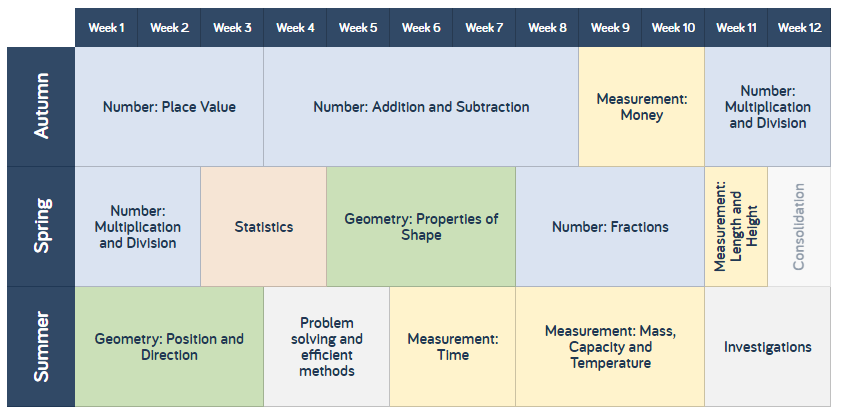 Week 1 Week 2 Week 3 Week 4 Week 5 Week 6 Week 7 Week 8 Week 9 Week 10 Week 11 Week 12
Autumn
Number: Place Value
Number: Addition and Subtraction
Measurement:
Money
Number:
Multiplication
and Division
Spring
Number:
Multiplication
and Division
Statistics
Geometry: Properties of
Shape
Number: Fractions
Measurement:
Length and
Height
Consolidation
Summer
Geometry: Position and
Direction
Problem
solving and
efficient
methods
Measurement:
Time
Measurement: Mass,
Capacity and
Temperature
Investigations